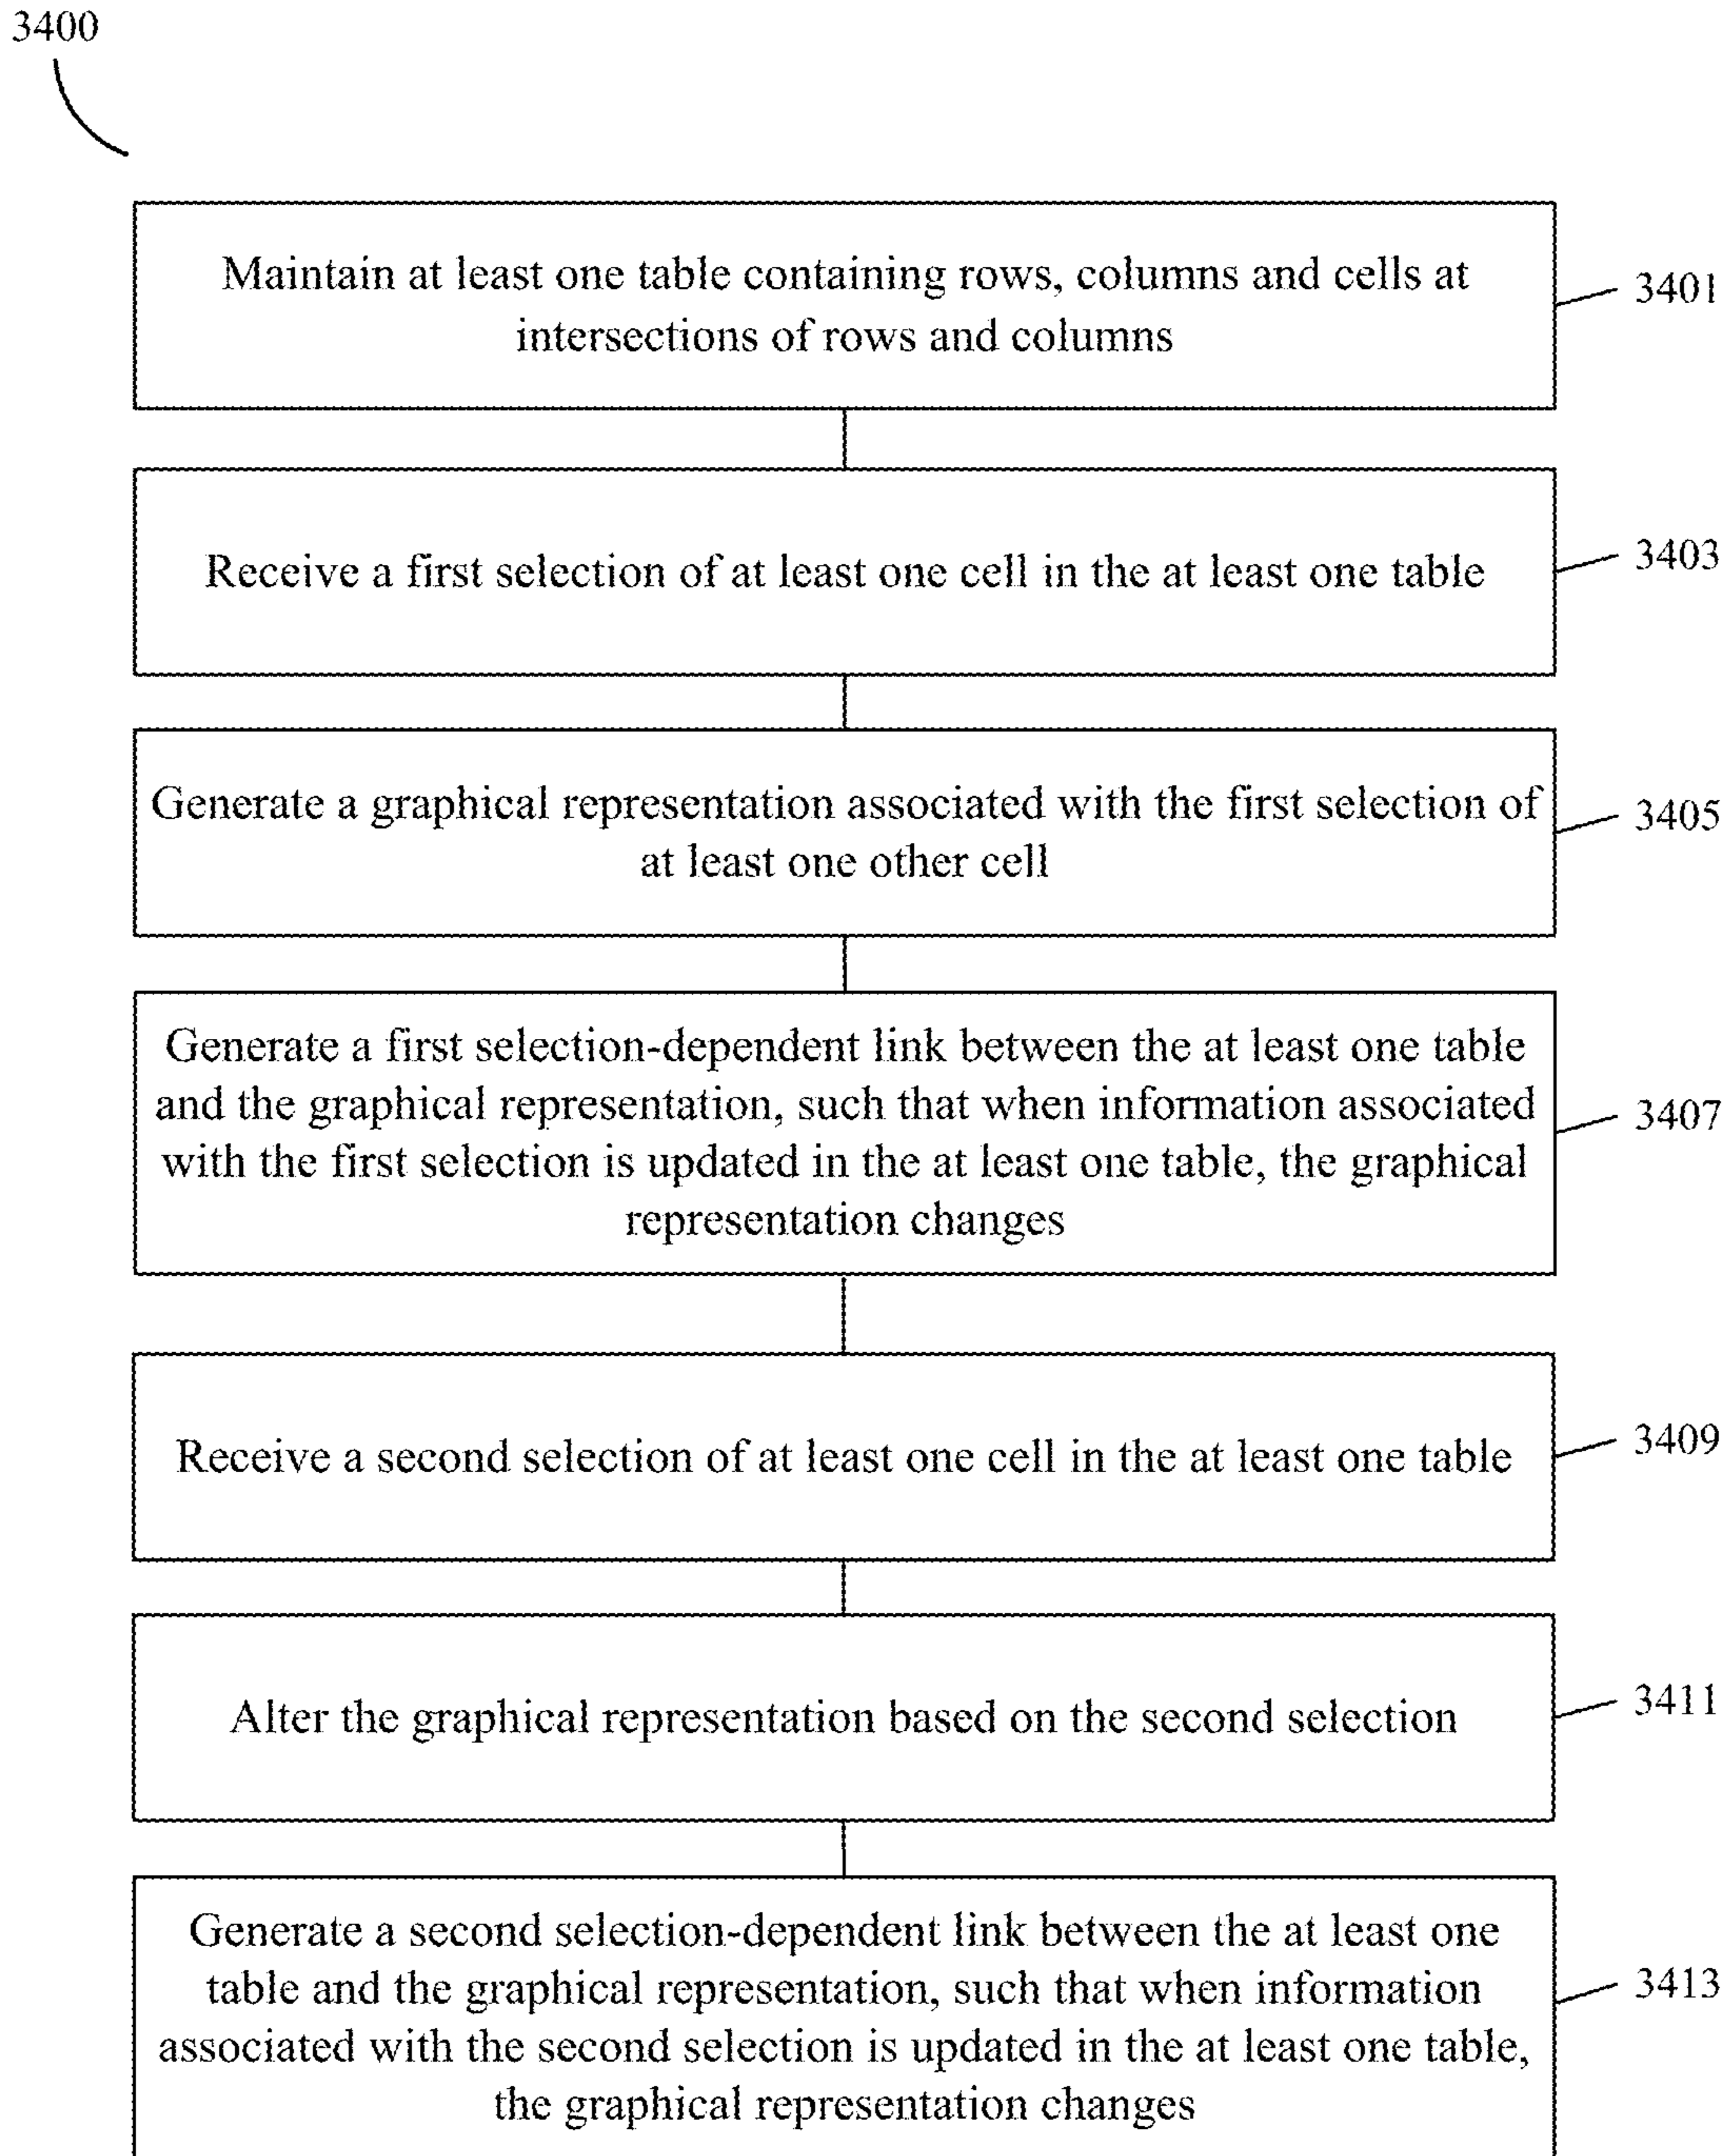 3400
Maintain at least one table containing rows, columns and cells at
intersections of rows and columns
3401
Receive a first selection of at least one cell in the at least one table
3403
Generate a graphical representation associated with the first selection of
at least one other cell
3405
Generate a first selection-dependent link between the at least one table
and the graphical representation, such that when information associated
with the first selection is updated in the at least one table, the graphical
representation changes
3407
Receive a second selection of at least one cell in the at least one table
3409
Alter the graphical representation based on the second selection
3411
Generate a second selection-dependent link between the at least one
table and the graphical representation, such that when information
associated with the second selection is updated in the at least one table,
the graphical representation changes
3413